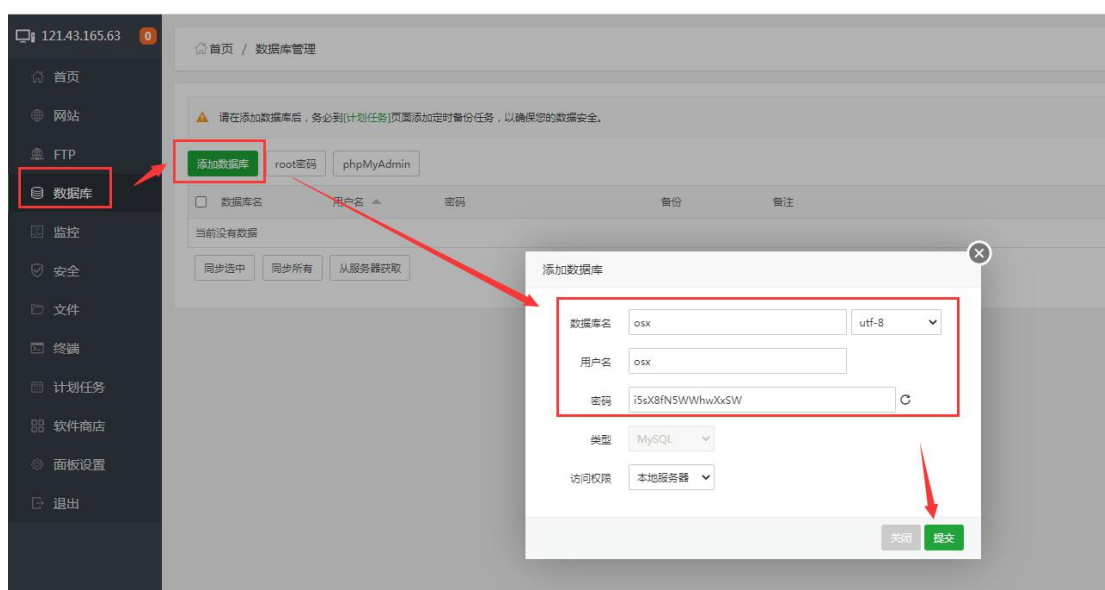 121.43.165.63 0
首页
网站
FTP
数据库
监控
安全
文件
终端
计划任务
软件商店
面板设置
退出
首页 / 数据库管理
请在添加数据库后，务必到[计划任务]页面添加定时备份任务，以确保您的数据安全。
添加数据库 root密码 phpMyAdmin
数据库名 用户名 密码 备份 备注
当前没有数据
同步选中 同步所有 从服务器获取
添加数据库
数据库名 osx utf-8
用户名 osx
密码 i5sX8fN5WWhwXxSW
类型 MySQL
访问权限 本地服务器
关闭 提交